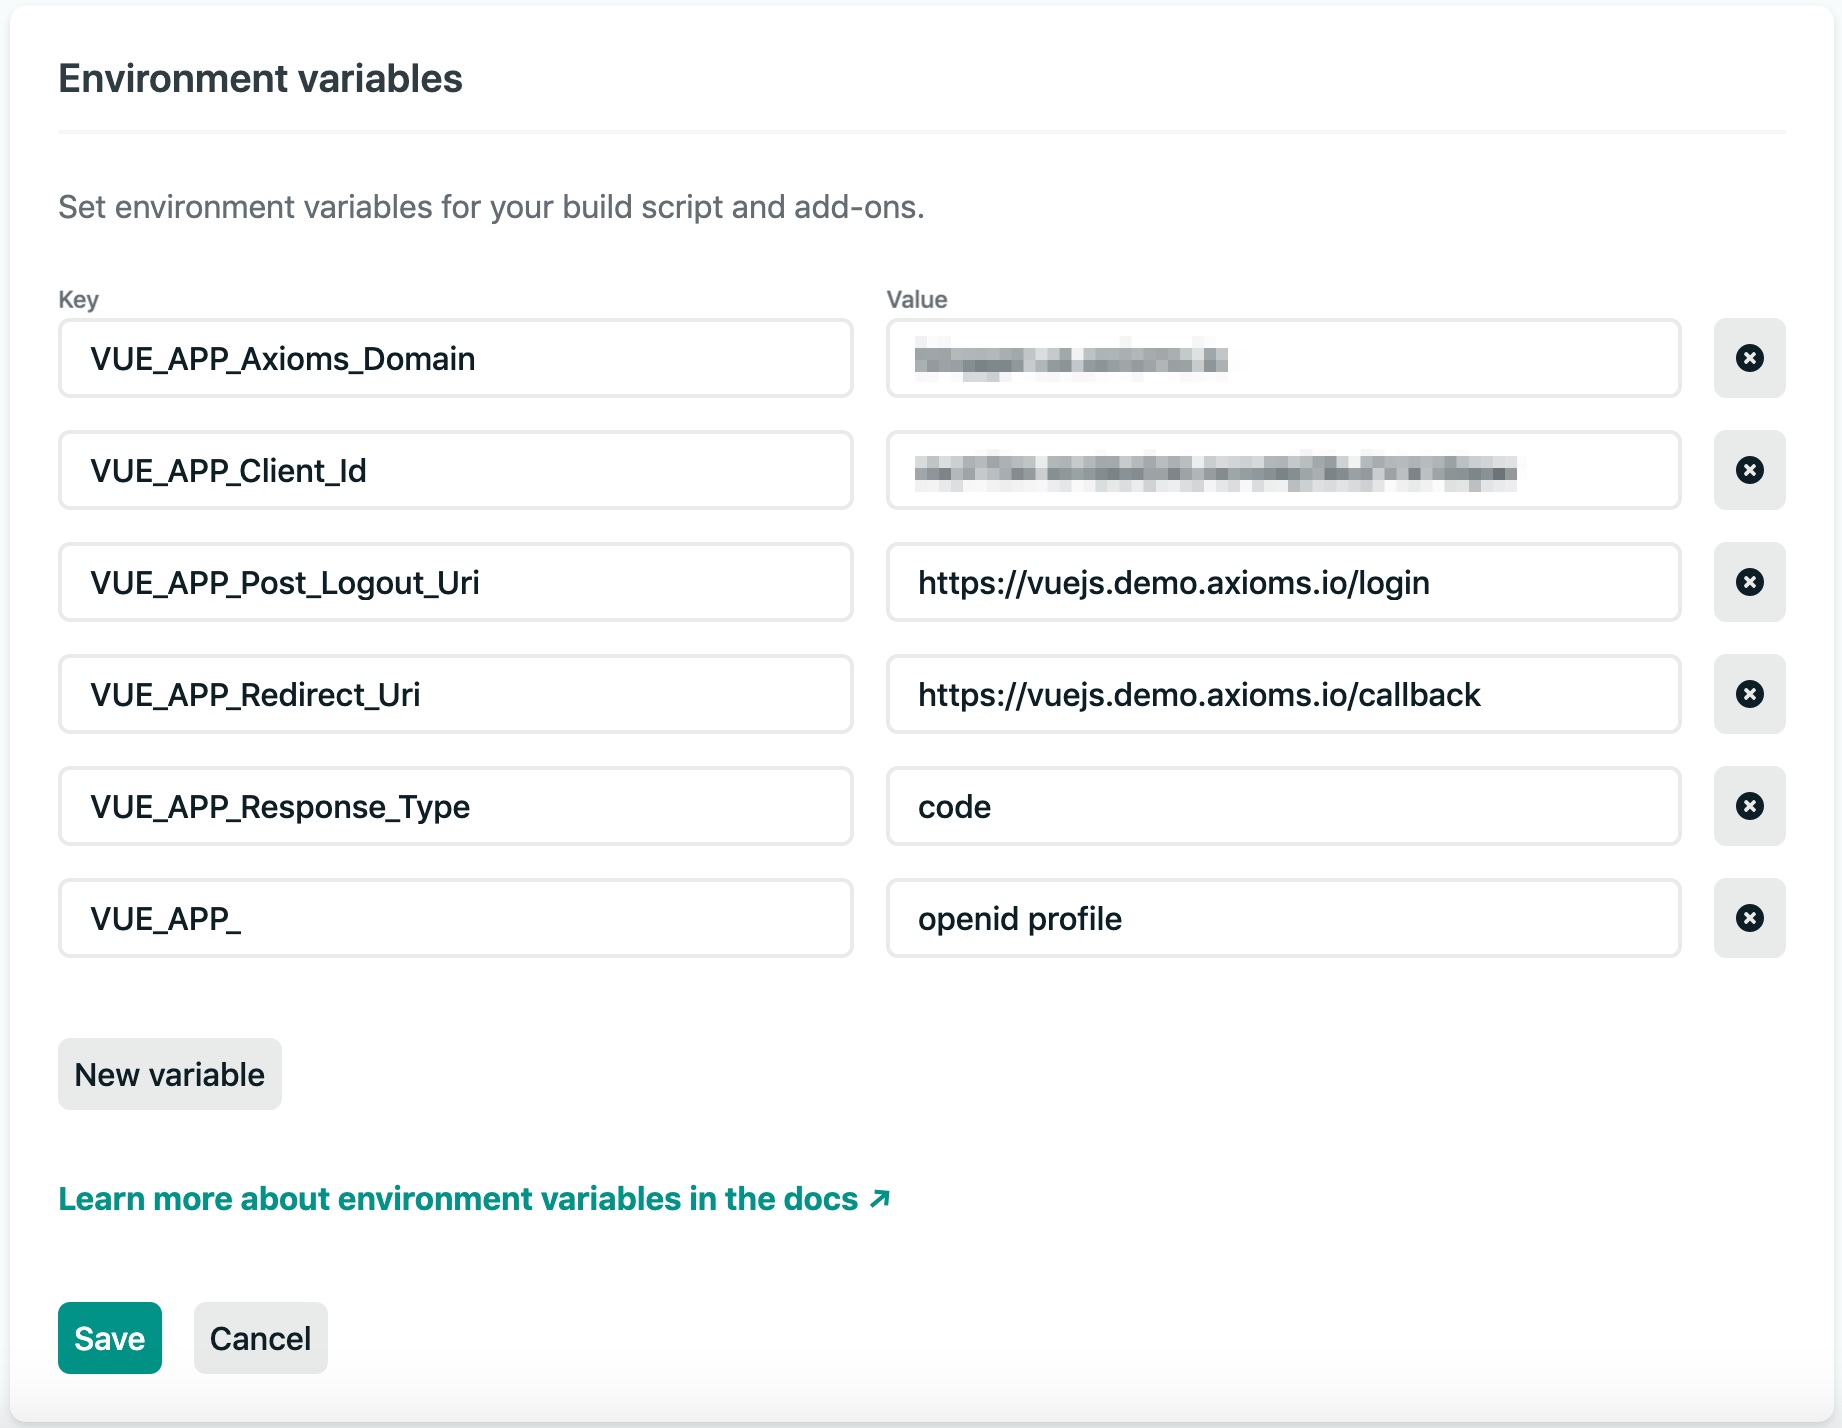 Environment variables
Set environment variables for your build script and add-ons.
Key Value
VUE_APP_Axioms_Domain
VUE_APP_Client_Id
VUE_APP_Post_Logout_Uri https://vuejs.demo.axioms.io/login
VUE_APP_Redirect_Uri https://vuejs.demo.axioms.io/callback
VUE_APP_Response_Type code
VUE_APP_ openid profile
New variable
Learn more about environment variables in the docs ↗
Save Cancel